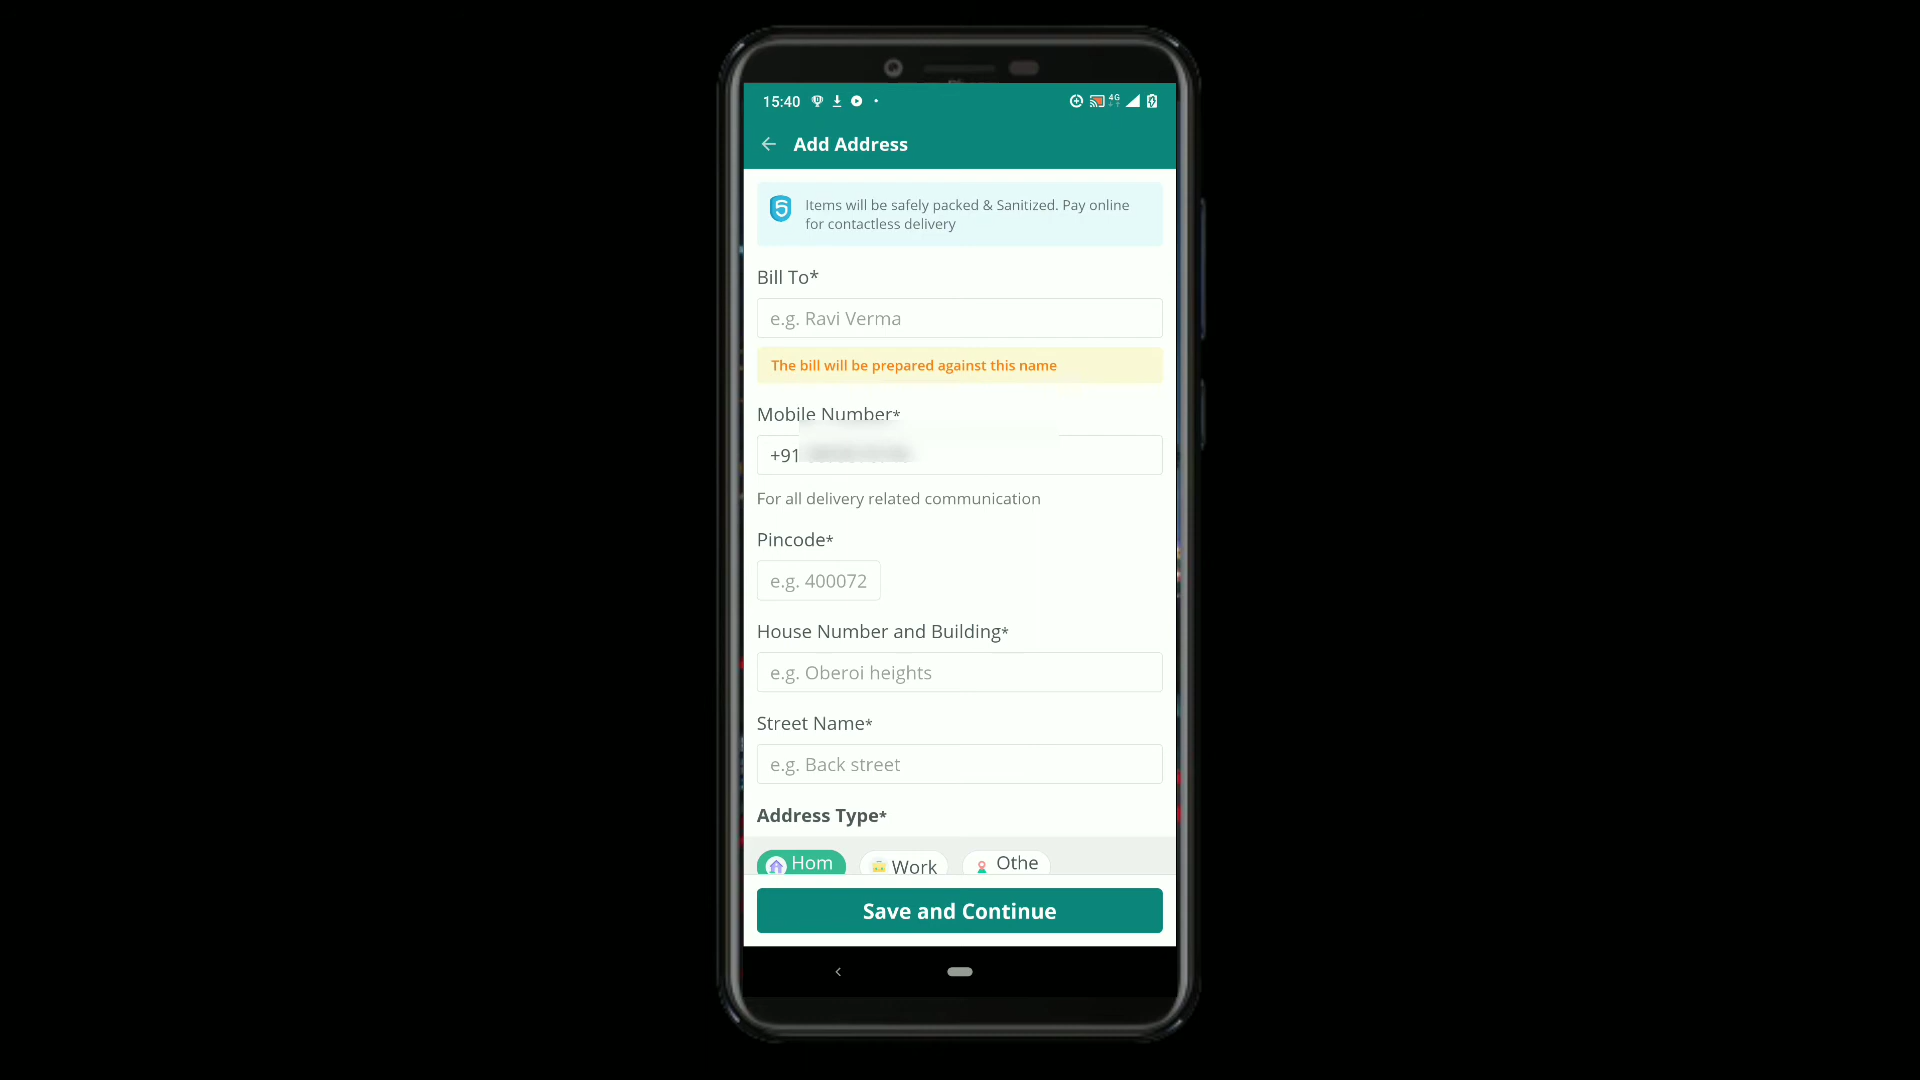 15:40
4G
Add Address
Items will be safely packed & Sanitized. Pay online
for contactless delivery
Bill To*
e.g. Ravi Verma
The bill will be prepared against this name
Mobile Number*
+91
For all delivery related communication
Pincode*
e.g. 400072
House Number and Building*
e.g. Oberoi heights
Street Name*
e.g. Back street
Address Type*
Hom
Work
Othe
Save and Continue